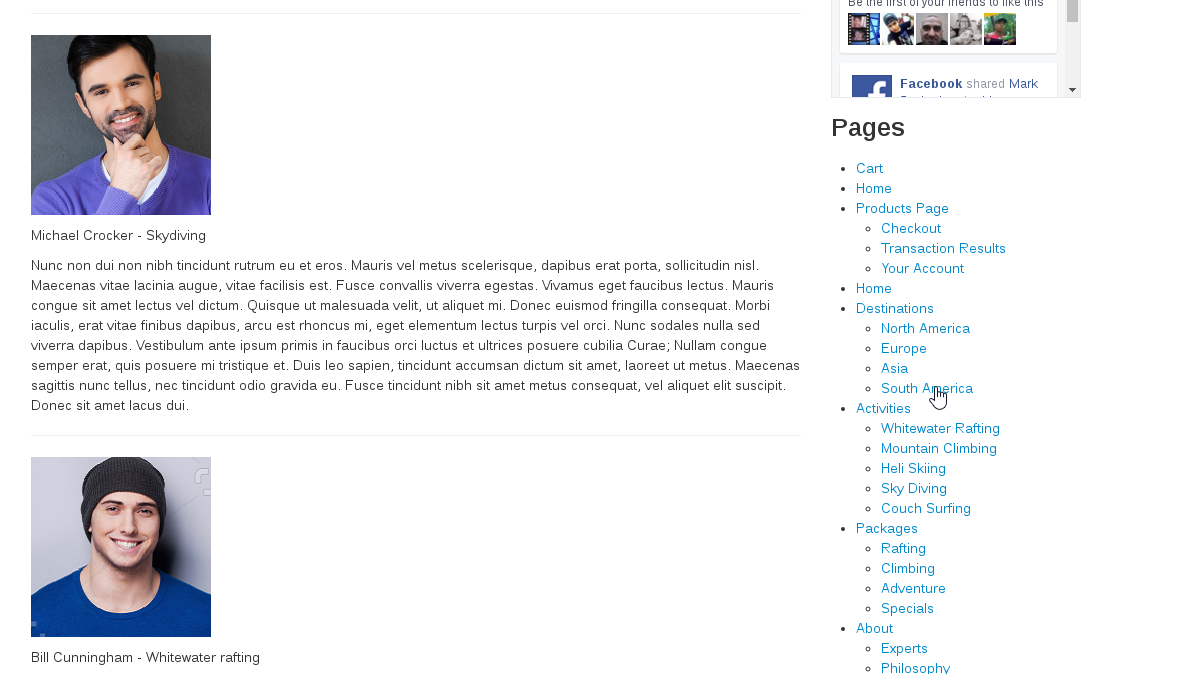 Michael Crocker - Skydiving
Nunc non dui non nibh tincidunt rutrum eu et eros. Mauris vel metus scelerisque, dapibus erat porta, sollicitudin nisl.
Maecenas vitae lacinia augue, vitae facilisis est. Fusce convallis viverra egestas. Vivamus eget faucibus lectus. Mauris
congue sit amet lectus vel dictum. Quisque ut malesuada velit, ut aliquet mi. Donec euismod fringilla consequat. Morbi
iaculis, erat vitae finibus dapibus, arcu est rhoncus mi, eget elementum lectus turpis vel orci. Nunc sodales nulla sed
viverra dapibus. Vestibulum ante ipsum primis in faucibus orci luctus et ultrices posuere cubilia Curae; Nullam congue
semper erat, quis posuere mi tristique et. Duis leo sapien, tincidunt accumsan dictum sit amet, laoreet ut metus. Maecenas
sagittis nunc tellus, nec tincidunt odio gravida eu. Fusce tincidunt nibh sit amet metus consequat, vel aliquet elit suscipit.
Donec sit amet lacus dui.
Bill Cunningham - Whitewater rafting
Be the first of your friends to like this
Facebook shared Mark
Pages
Cart
Home
Products Page
Checkout
Transaction Results
Your Account
Home
Destinations
North America
Europe
Asia
South America
Activities
Whitewater Rafting
Mountain Climbing
Heli Skiing
Sky Diving
Couch Surfing
Packages
Rafting
Climbing
Adventure
Specials
About
Experts
Philosophy